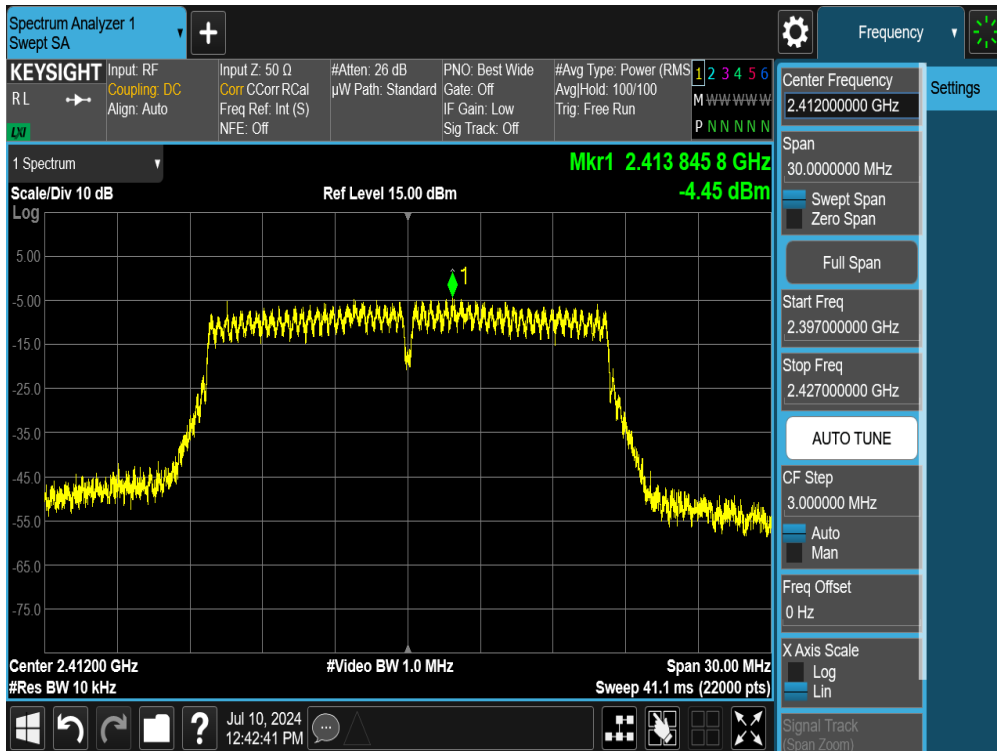 Spectrum Analyzer 1
Swept SA
+
Frequency
KEYSIGHT
R L
LXI
Input: RF
Coupling: DC
Align: Auto
Input Z: 50 Ω
Corr CCorr RCal
Freq Ref: Int (S)
NFE: Off
#Atten: 26 dB
µW Path: Standard
PNO: Best Wide
Gate: Off
IF Gain: Low
Sig Track: Off
#Avg Type: Power (RMS
Avg|Hold: 100/100
Trig: Free Run
1 2 3 4 5 6
M W W W W W
P N N N N N
1 Spectrum
Mkr1 2.413 845 8 GHz
Scale/Div 10 dB
Ref Level 15.00 dBm
-4.45 dBm
Log
5.00
-5.00
-15.0
-25.0
-35.0
-45.0
-55.0
-65.0
-75.0
1
Center 2.41200 GHz
#Video BW 1.0 MHz
Span 30.00 MHz
#Res BW 10 kHz
Sweep 41.1 ms (22000 pts)
Center Frequency
2.412000000 GHz
Settings
Span
30.0000000 MHz
Swept Span
Zero Span
Full Span
Start Freq
2.397000000 GHz
Stop Freq
2.427000000 GHz
AUTO TUNE
CF Step
3.000000 MHz
Auto
Man
Freq Offset
0 Hz
X Axis Scale
Log
Lin
Signal Track
(Span Zoom)
?
Jul 10, 2024
12:42:41 PM